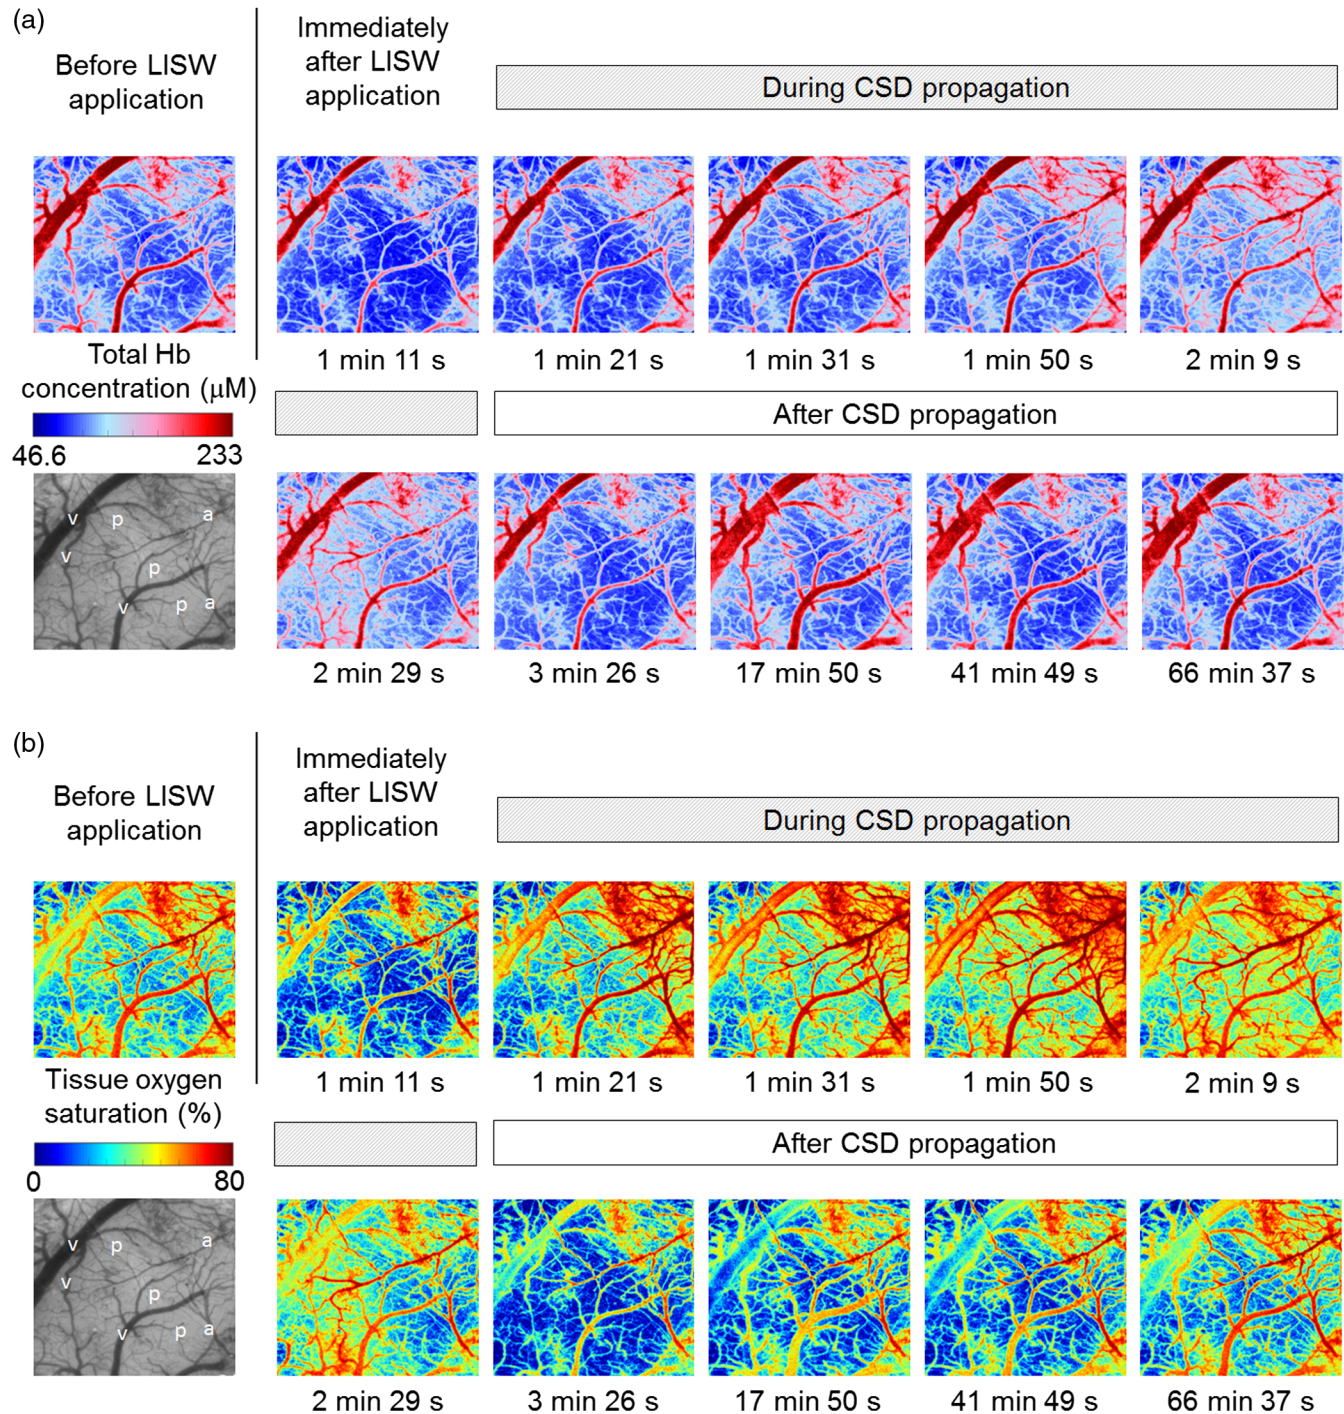 (a)
Before LISW
application
Immediately
after LISW
application
During CSD propagation
1 min 11 s
1 min 21 s
1 min 31 s
1 min 50 s
2 min 9 s
Total Hb
concentration (μM)
46.6 233
After CSD propagation
v p a
v
p
v p a
2 min 29 s
3 min 26 s
17 min 50 s
41 min 49 s
66 min 37 s
(b)
Before LISW
application
Immediately
after LISW
application
During CSD propagation
1 min 11 s
1 min 21 s
1 min 31 s
1 min 50 s
2 min 9 s
Tissue oxygen
saturation (%)
0 80
After CSD propagation
v p a
v
p
v p a
2 min 29 s
3 min 26 s
17 min 50 s
41 min 49 s
66 min 37 s